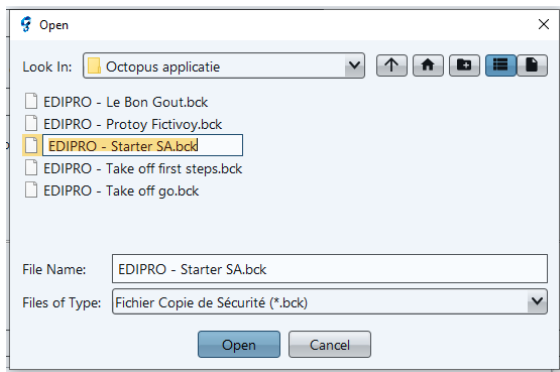 Open
Look In: Octopus applicatie
EDIPRO - Le Bon Gout.bck
EDIPRO - Protoy Fictivoy.bck
EDIPRO - Starter SA.bck
EDIPRO - Take off first steps.bck
EDIPRO - Take off go.bck
File Name: EDIPRO - Starter SA.bck
Files of Type: Fichier Copie de Sécurité (*.bck)
Open Cancel